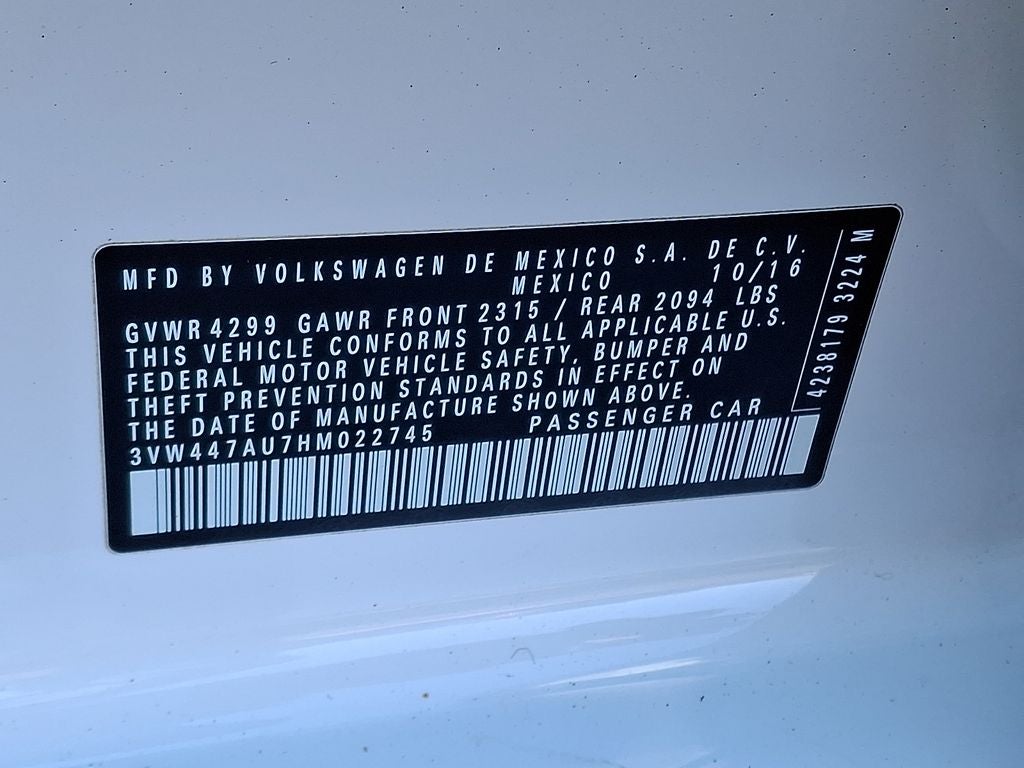 MFD BY VOLKSWAGEN DE MEXICO S.A. DE C.V.
MEXICO 10/16
GVWR 4299 GAWR FRONT 2315 / REAR 2094 LBS
THIS VEHICLE CONFORMS TO ALL APPLICABLE U.S.
FEDERAL MOTOR VEHICLE SAFETY, BUMPER AND
THEFT PREVENTION STANDARDS IN EFFECT ON
THE DATE OF MANUFACTURE SHOWN ABOVE.
3VW447AU7HM022745 PASSENGER CAR
4238179 3224 M